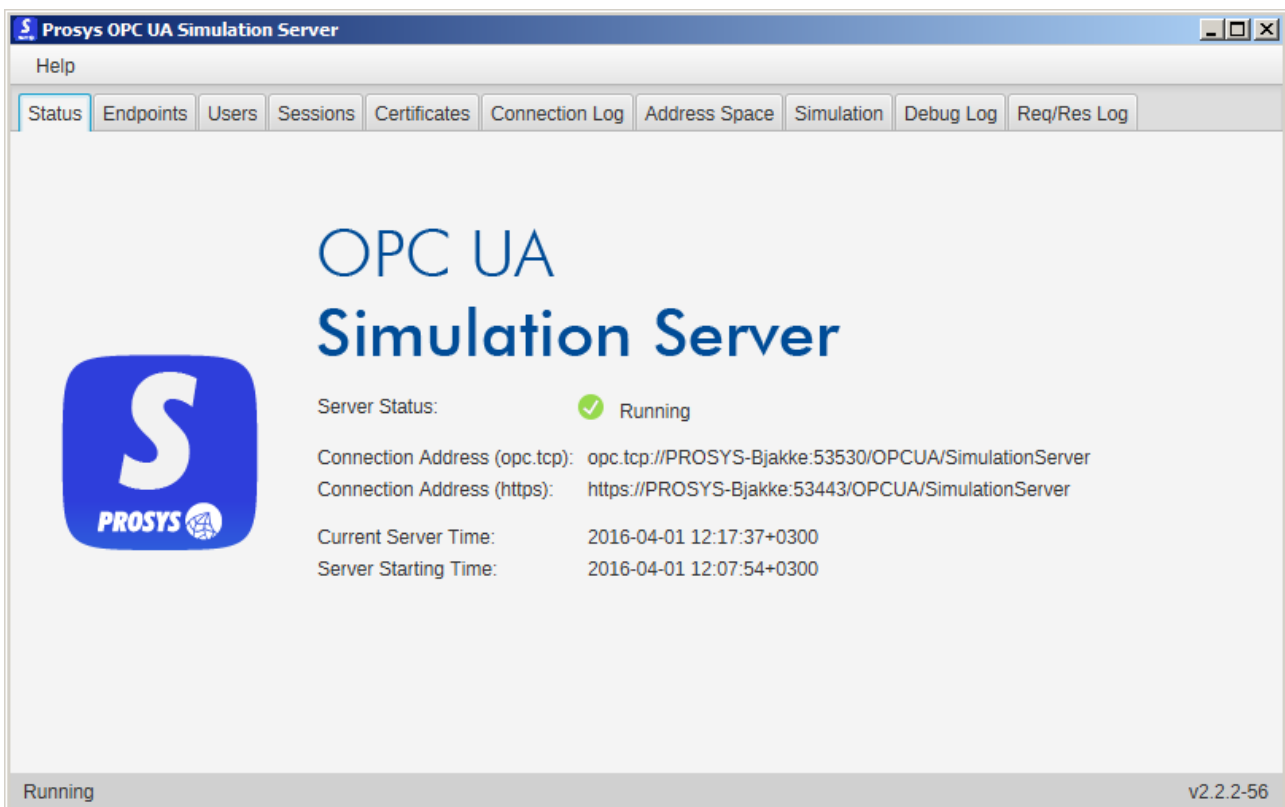 Prosys OPC UA Simulation Server
Help
Status Endpoints Users Sessions Certificates Connection Log Address Space Simulation Debug Log Req/Res Log
OPC UA
Simulation Server
S
PROSYS
Server Status: Running
Connection Address (opc.tcp): opc.tcp://PROSYS-Bjakke:53530/OPCUA/SimulationServer
Connection Address (https): https://PROSYS-Bjakke:53443/OPCUA/SimulationServer
Current Server Time: 2016-04-01 12:17:37+0300
Server Starting Time: 2016-04-01 12:07:54+0300
Running v2.2.2-56